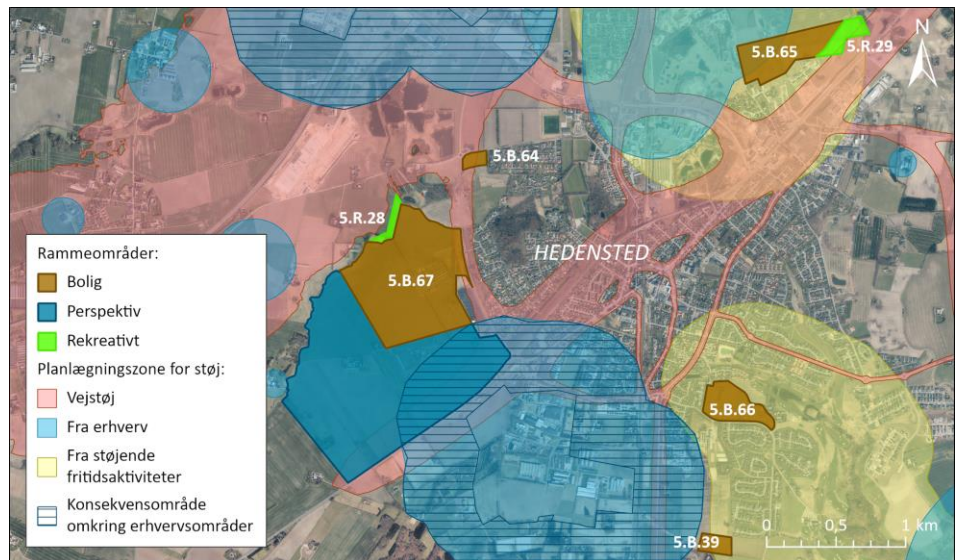 5.B.65
5.R.29
N
5.B.64
5.R.28
HEDENSTED
5.B.67
5.B.66
5.B.39
Rammeområder:
Bolig
Perspektiv
Rekreativt
Planlægningszone for støj:
Vejstøj
Fra erhverv
Fra støjende
fritidsaktiviteter
Konsekvensområde
omkring erhvervsområder
0 0,5 1 km